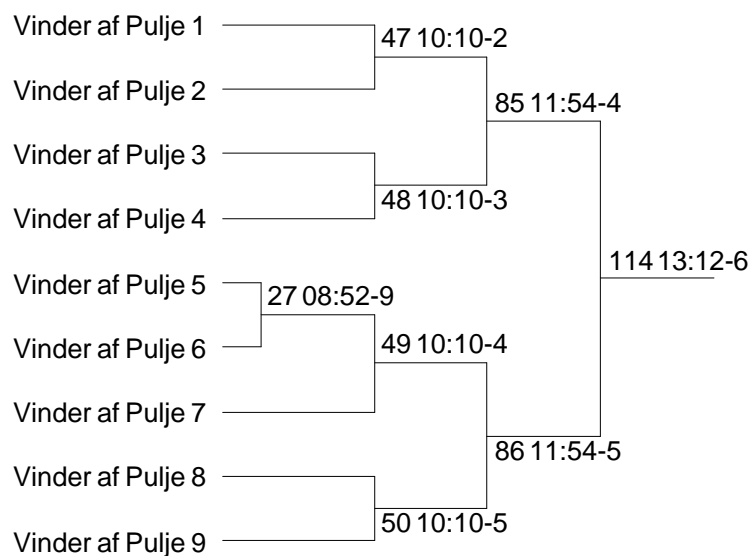 Vinder af Pulje 1
47 10:10-2
Vinder af Pulje 2
85 11:54-4
Vinder af Pulje 3
48 10:10-3
Vinder af Pulje 4
114 13:12-6
Vinder af Pulje 5
27 08:52-9
Vinder af Pulje 6
49 10:10-4
Vinder af Pulje 7
86 11:54-5
Vinder af Pulje 8
50 10:10-5
Vinder af Pulje 9